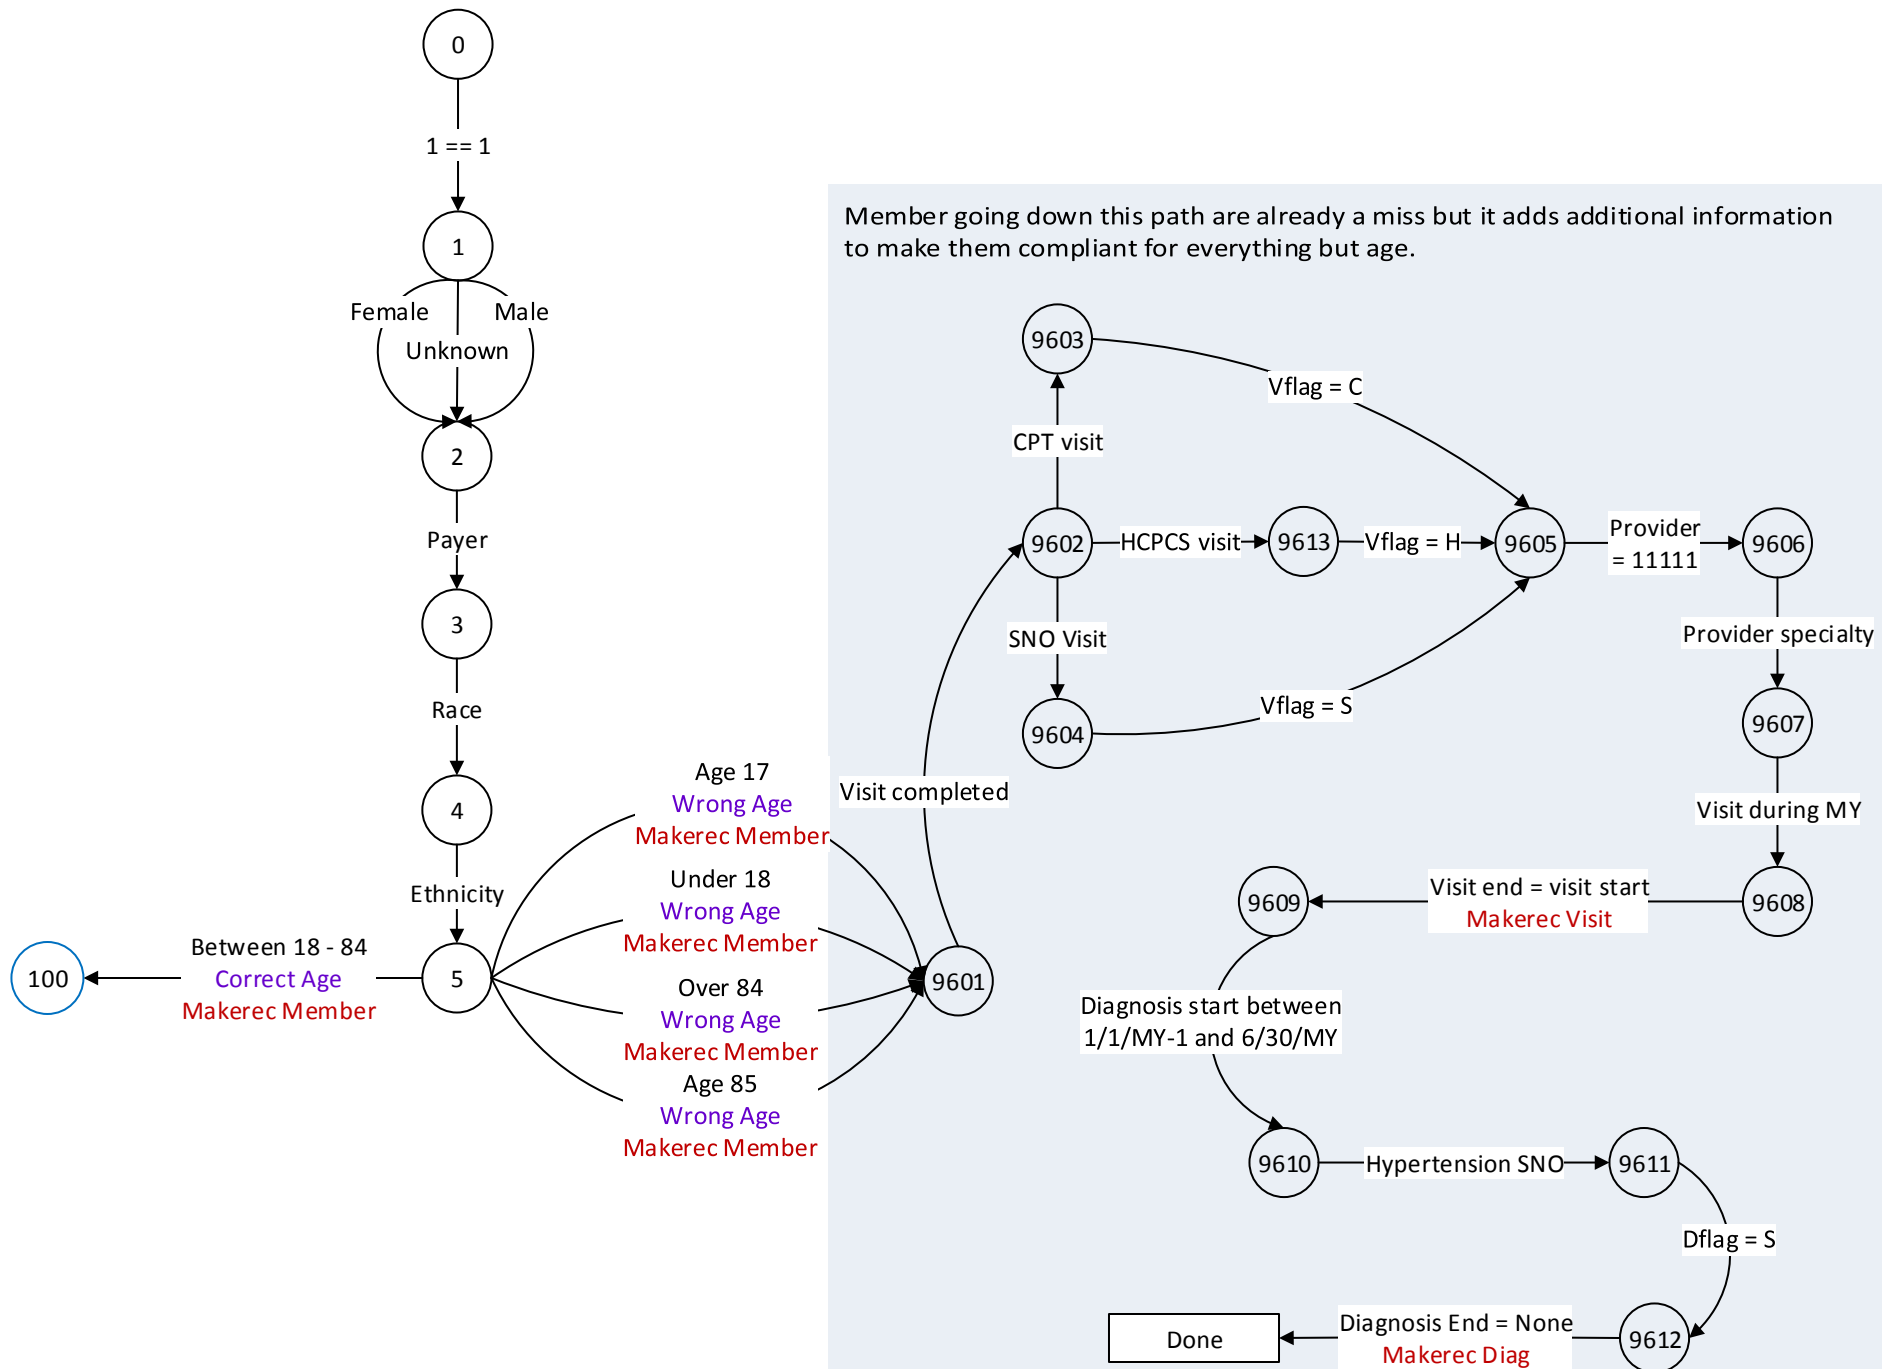 0
1 == 1
Member going down this path are already a miss but it adds additional information
to make them compliant for everything but age.
1
Female
Male
Unknown
2
Payer
3
Race
4
Ethnicity
5
Between 18 - 84
Correct Age
Makerec Member
100
Age 17
Wrong Age
Makerec Member
Under 18
Wrong Age
Makerec Member
Over 84
Wrong Age
Makerec Member
Age 85
Wrong Age
Makerec Member
9601
Visit completed
9602
CPT visit
9603
Vflag = C
HCPCS visit
9613
Vflag = H
SNO Visit
9604
Vflag = S
9605
Provider
= 11111
9606
Provider specialty
9607
Visit during MY
9608
Visit end = visit start
Makerec Visit
9609
Diagnosis start between
1/1/MY-1 and 6/30/MY
9610
Hypertension SNO
9611
Dflag = S
9612
Diagnosis End = None
Makerec Diag
Done